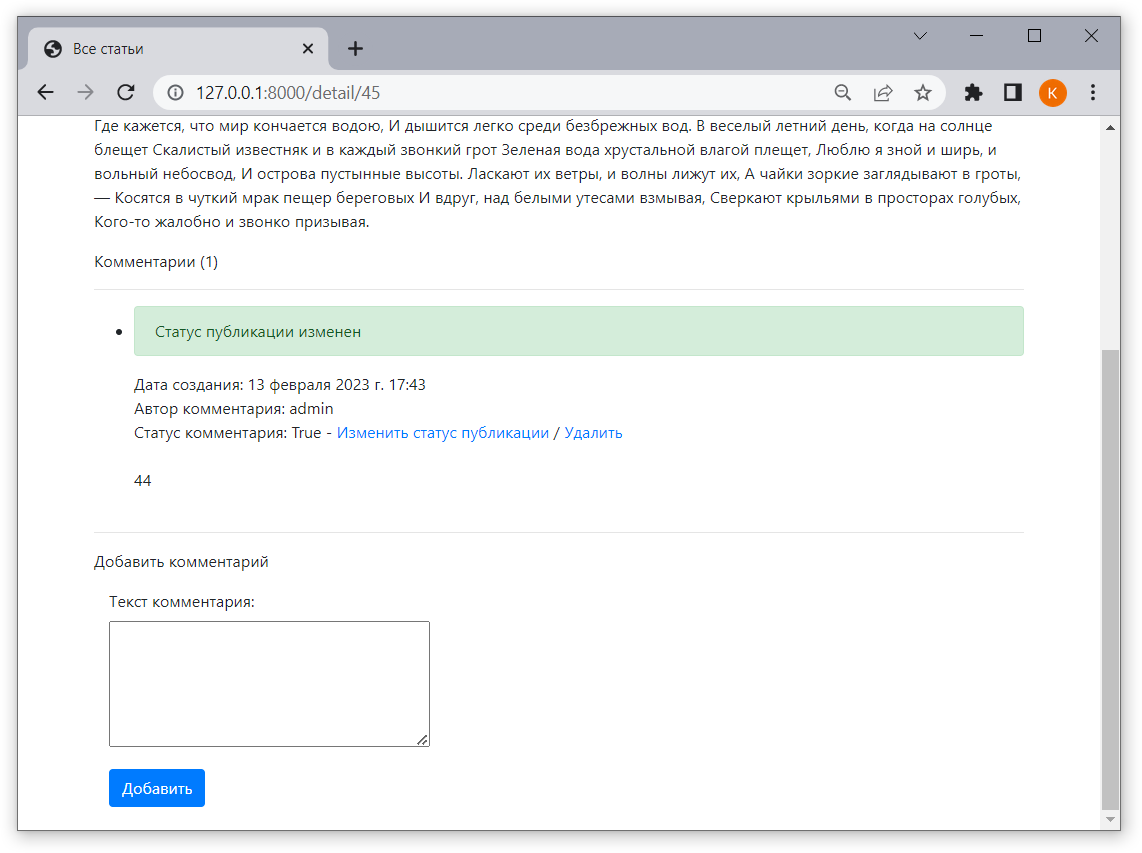 Все статьи
127.0.0.1:8000/detail/45
K
Где кажется, что мир кончается водою, И дышится легко среди безбрежных вод. В веселый летний день, когда на солнце
блещет Скалистый известняк и в каждый звонкий грот Зеленая вода хрустальной влагой плещет, Люблю я зной и ширь, и
вольный небосвод, И острова пустынные высоты. Ласкают их ветры, и волны лижут их, А чайки зоркие заглядывают в гроты,
— Косятся в чуткий мрак пещер береговых И вдруг, над белыми утесами взмывая, Сверкают крыльями в просторах голубых,
Кого-то жалобно и звонко призывая.
Комментарии (1)
Статус публикации изменен
Дата создания: 13 февраля 2023 г. 17:43
Автор комментария: admin
Статус комментария: True - Изменить статус публикации / Удалить
44
Добавить комментарий
Текст комментария:
Добавить